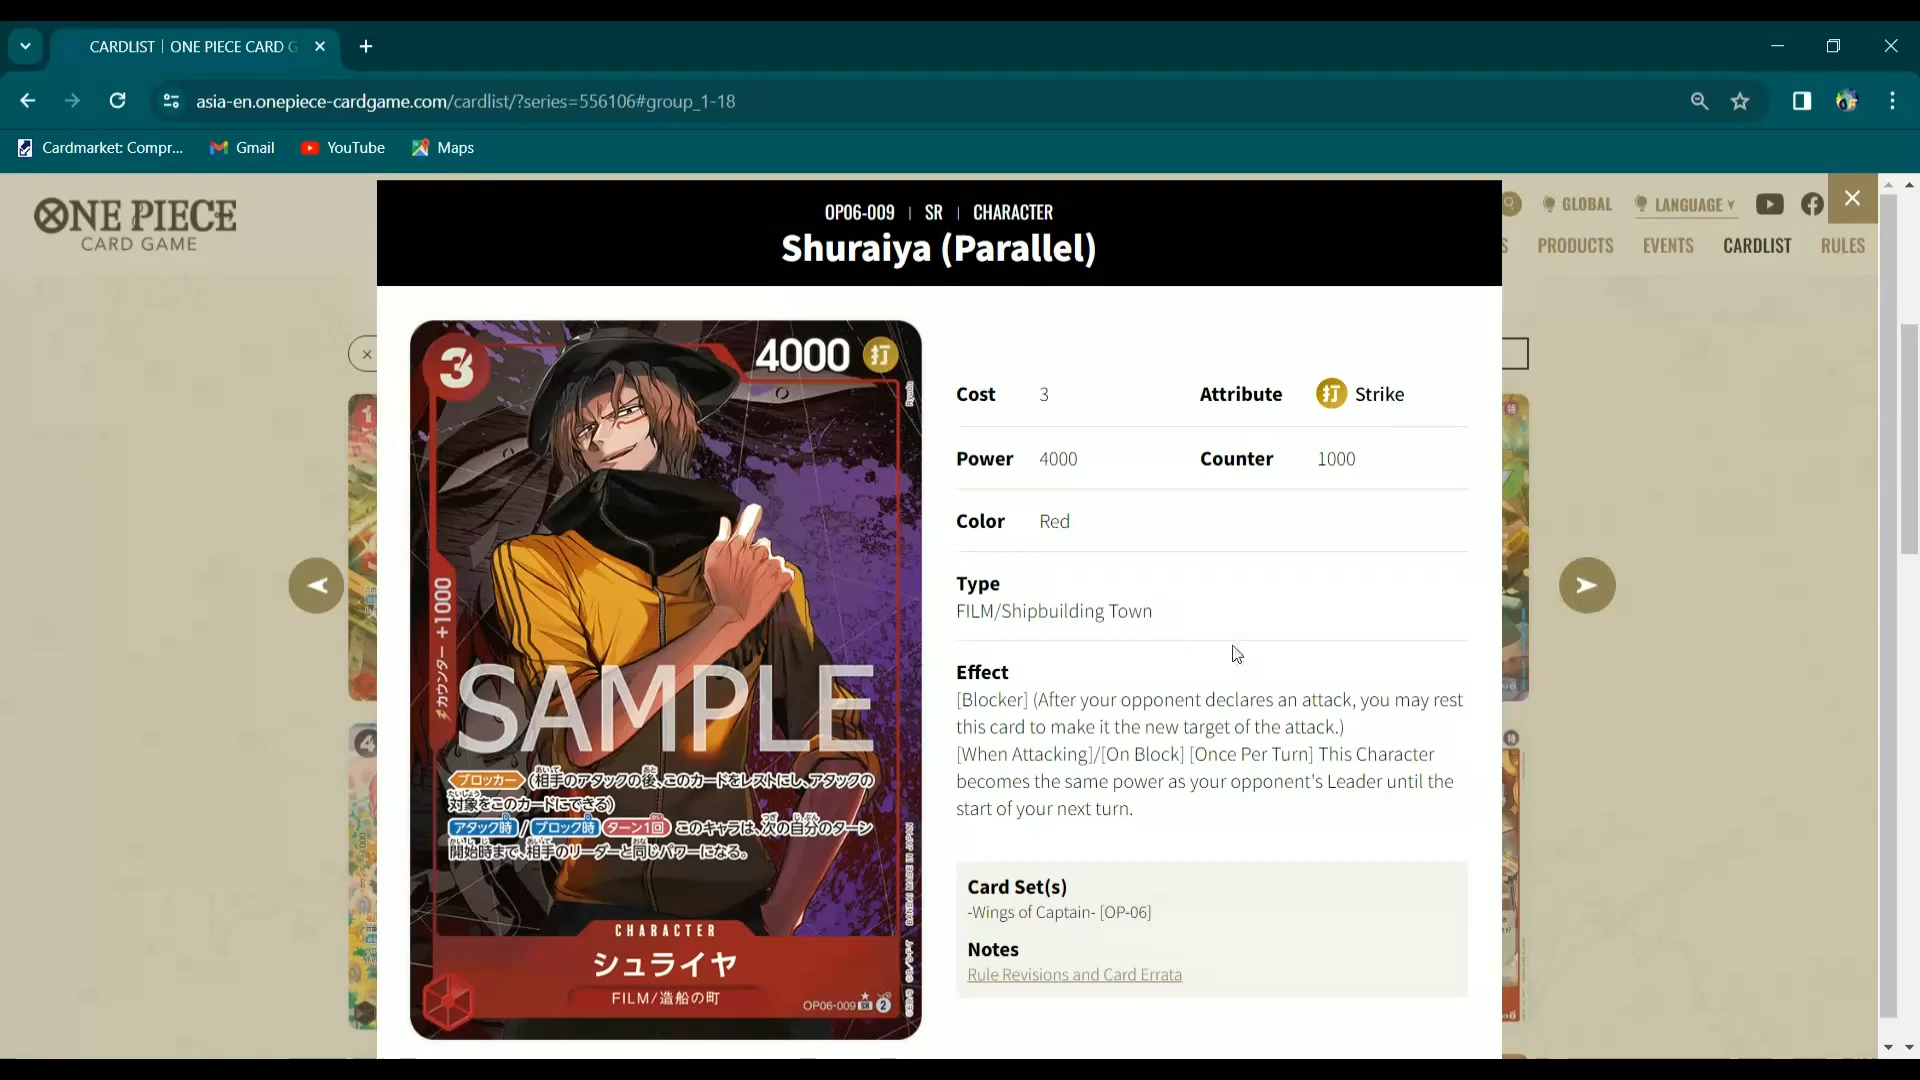 CARDLIST | ONE PIECE CARD G
asia-en.onepiece-cardgame.com/cardlist/?series=556106#group_1-18
Cardmarket: Compr...
Gmail
YouTube
Maps
ONE PIECE
CARD GAME
GLOBAL
LANGUAGE
S
PRODUCTS
EVENTS
CARDLIST
RULES
OP06-009 | SR | CHARACTER
Shuraiya (Parallel)
3
4000
打
カウンター +1000
SAMPLE
ブロッカー (相手のアタックの後、このカードをレストにし、アタックの
対象をこのカードにできる)
アタック時 / ブロック時 ターン1回 このキャラは、次の自分のターン
開始時まで、相手のリーダーと同じパワーになる。
CHARACTER
シュライヤ
FILM/造船の町
OP06-009 SR 2
BANDAI MADE IN JAPAN
Cost 3
Attribute 打 Strike
Power 4000
Counter 1000
Color Red
Type
FILM/Shipbuilding Town
Effect
[Blocker] (After your opponent declares an attack, you may rest
this card to make it the new target of the attack.)
[When Attacking]/[On Block] [Once Per Turn] This Character
becomes the same power as your opponent's Leader until the
start of your next turn.
Card Set(s)
-Wings of Captain- [OP-06]
Notes
Rule Revisions and Card Errata
1
4